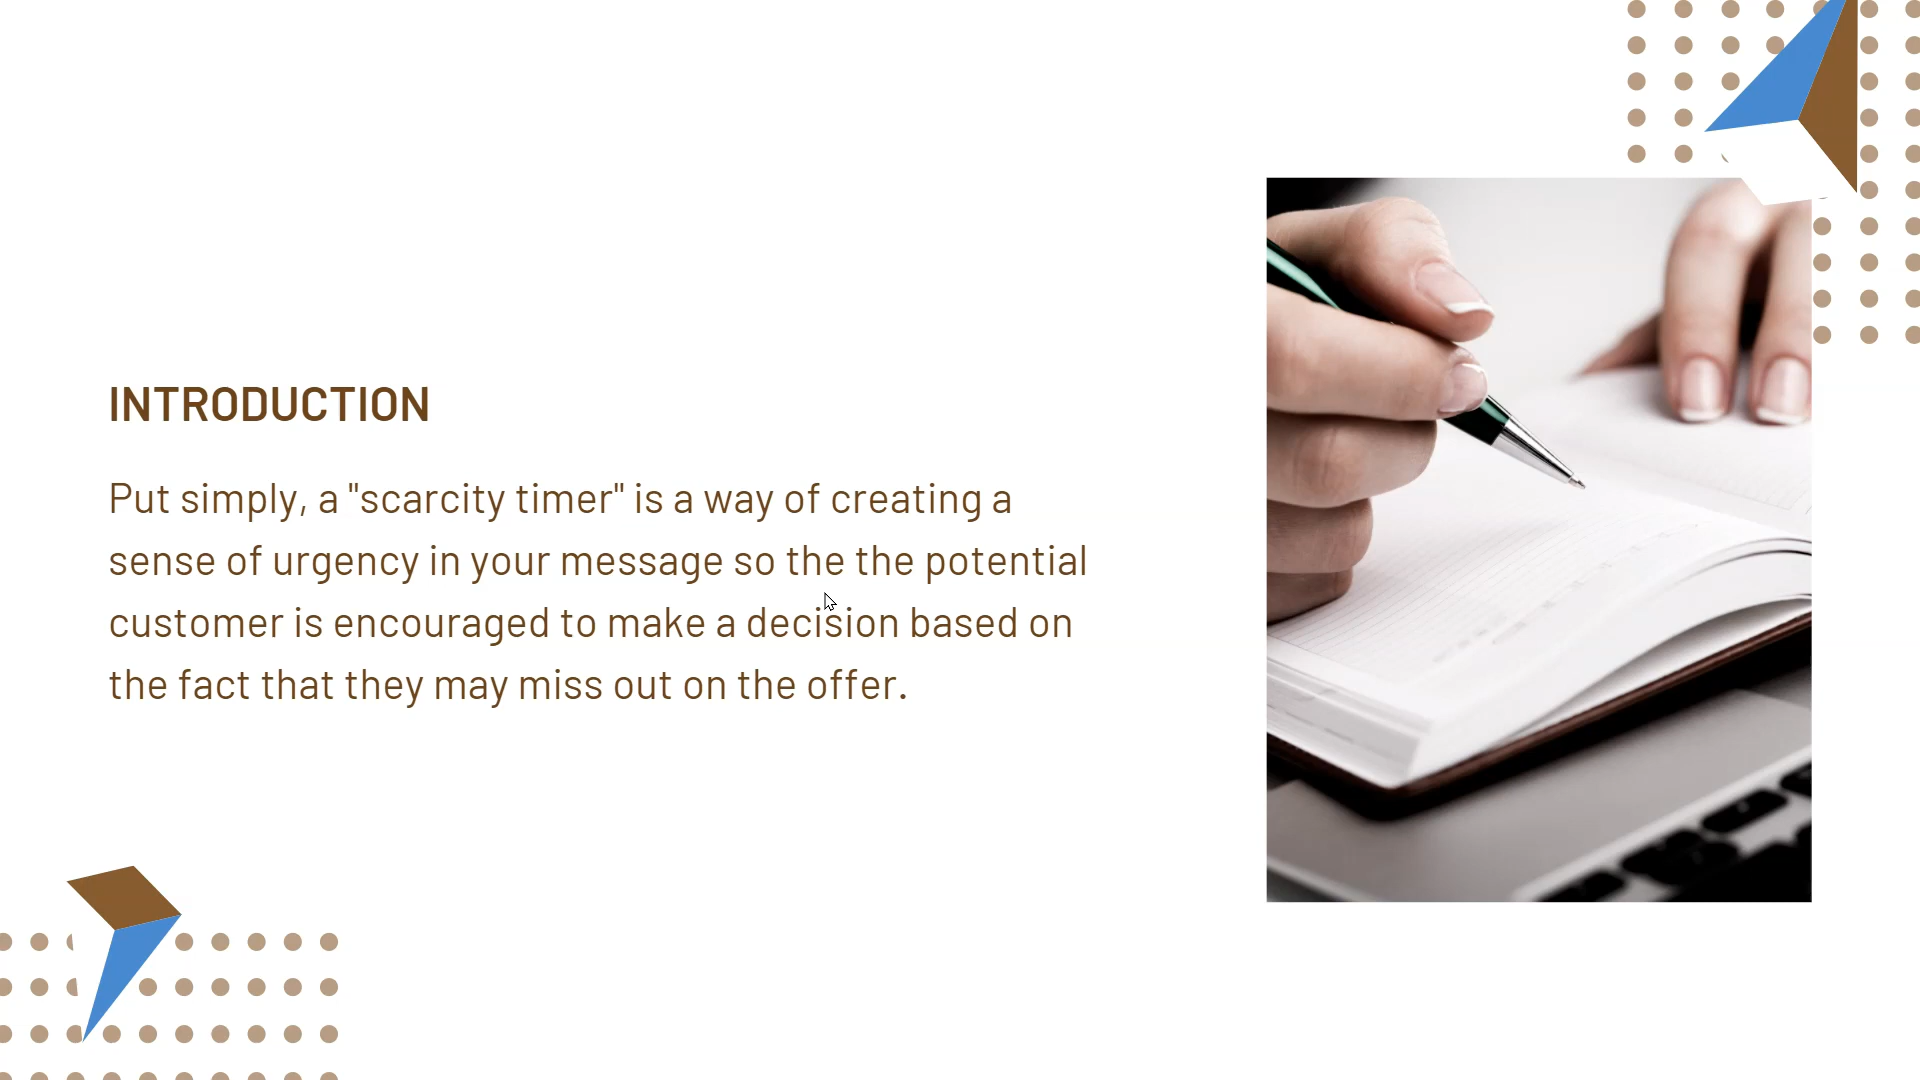 INTRODUCTION
Put simply, a "scarcity timer" is a way of creating a
sense of urgency in your message so the the potential
customer is encouraged to make a decision based on
the fact that they may miss out on the offer.